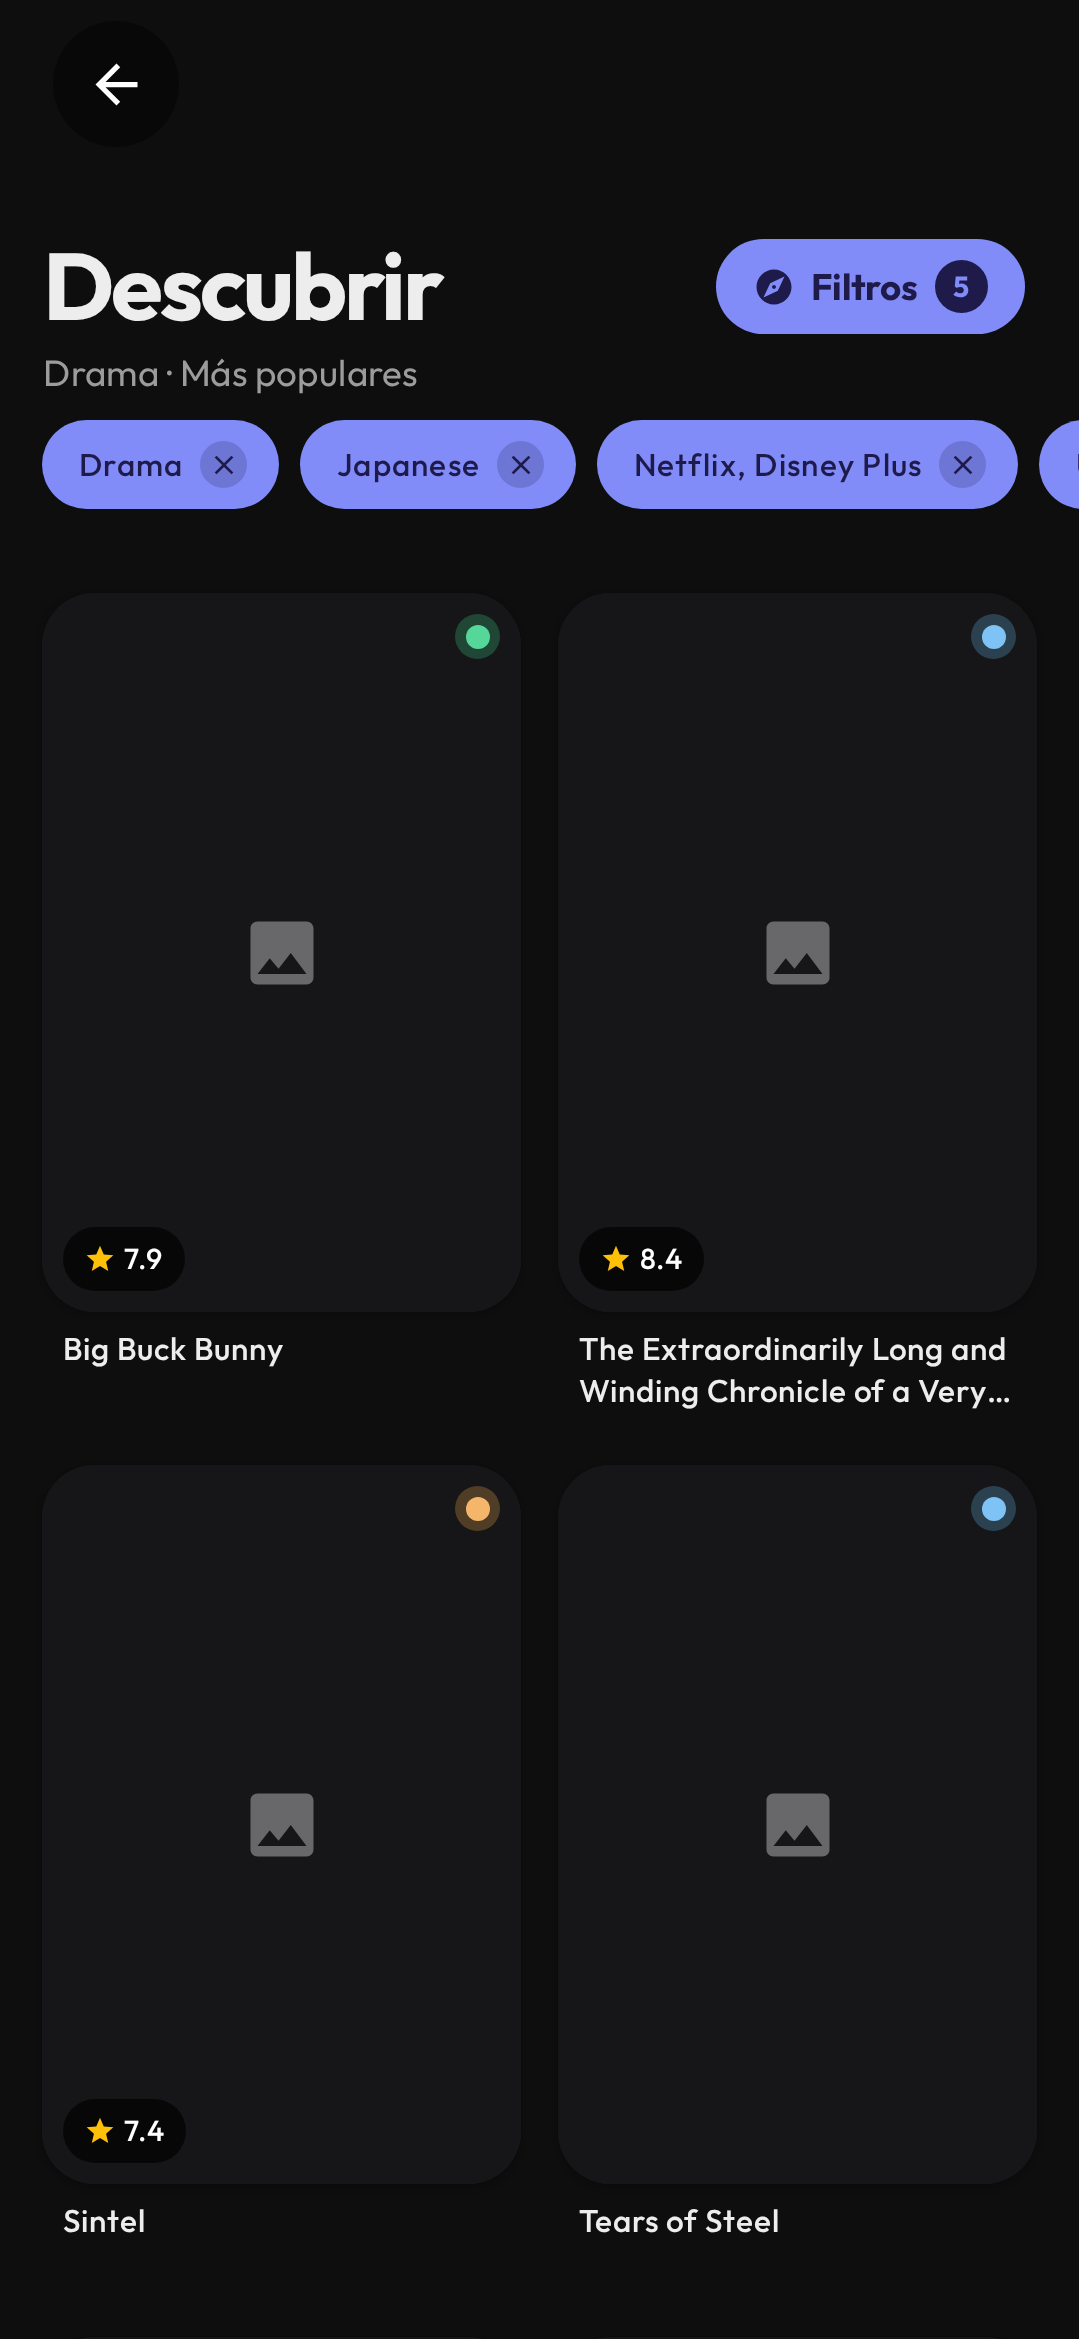 Descubrir
Filtros 5
Drama · Más populares
Drama
Japanese
Netflix, Disney Plus
7.9
8.4
Big Buck Bunny
The Extraordinarily Long and
Winding Chronicle of a Very...
7.4
Sintel
Tears of Steel